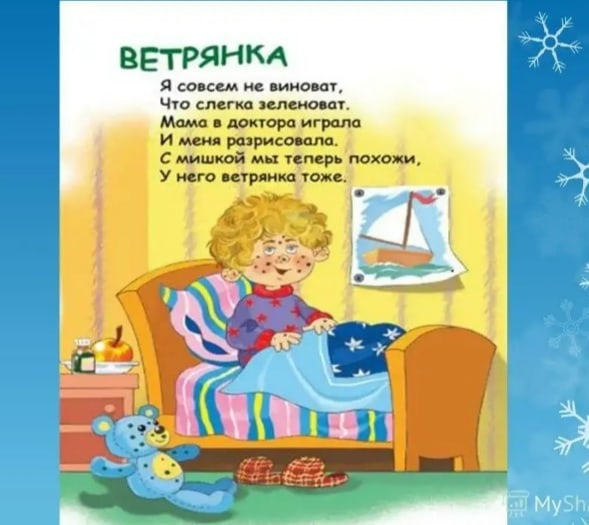 ВЕТРЯНКА
Я совсем не виноват,
Что слегка зеленоват.
Мама в доктора играла
И меня разрисовала.
С мишкой мы теперь похожи,
У него ветрянка тоже.
MySh